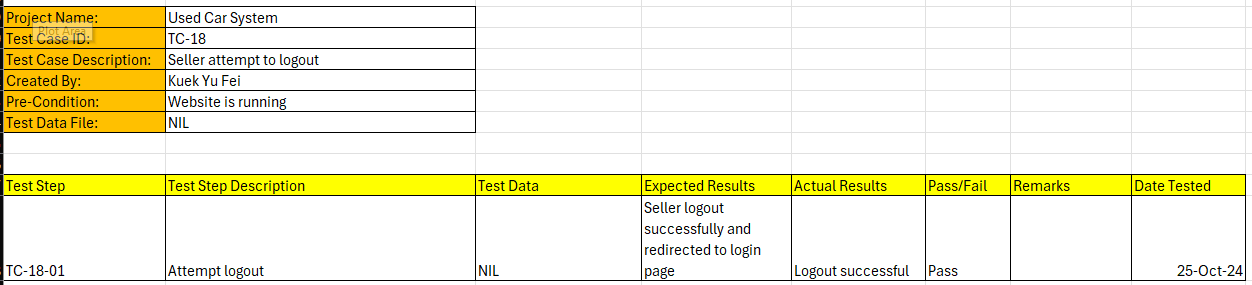 Project Name: Used Car System
Plot Area
Test Case ID: TC-18
Test Case Description: Seller attempt to logout
Created By: Kuek Yu Fei
Pre-Condition: Website is running
Test Data File: NIL
Test Step Test Step Description Test Data Expected Results Actual Results Pass/Fail Remarks Date Tested
Seller logout
successfully and
redirected to login
TC-18-01 Attempt logout NIL page Logout successful Pass 25-Oct-24